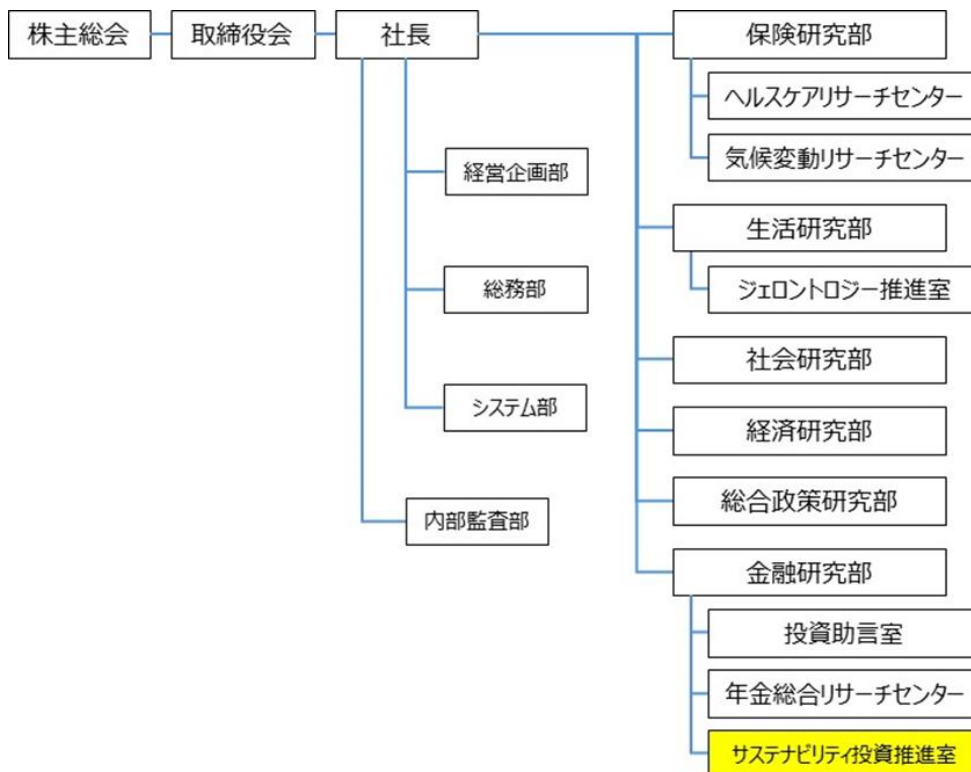 株主総会
取締役会
社長
経営企画部
総務部
システム部
内部監査部
保険研究部
ヘルスケアリサーチセンター
気候変動リサーチセンター
生活研究部
ジェロントロジー推進室
社会研究部
経済研究部
総合政策研究部
金融研究部
投資助言室
年金総合リサーチセンター
サステナビリティ投資推進室